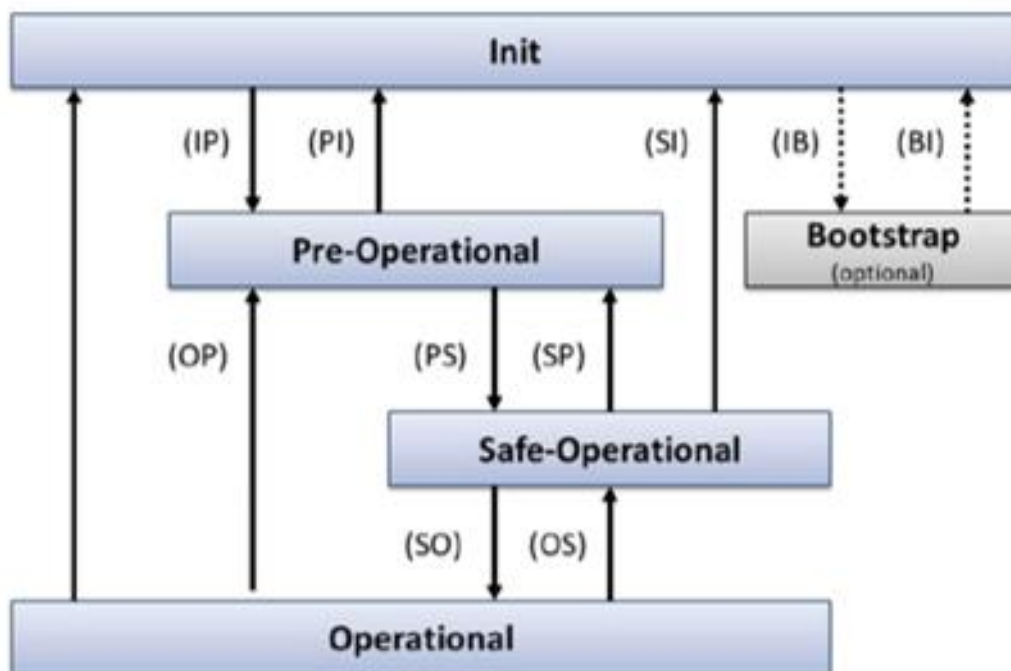 Init
(IP)
(PI)
(SI)
(IB)
(BI)
Pre-Operational
Bootstrap
(optional)
(OP)
(PS)
(SP)
Safe-Operational
(SO)
(OS)
Operational